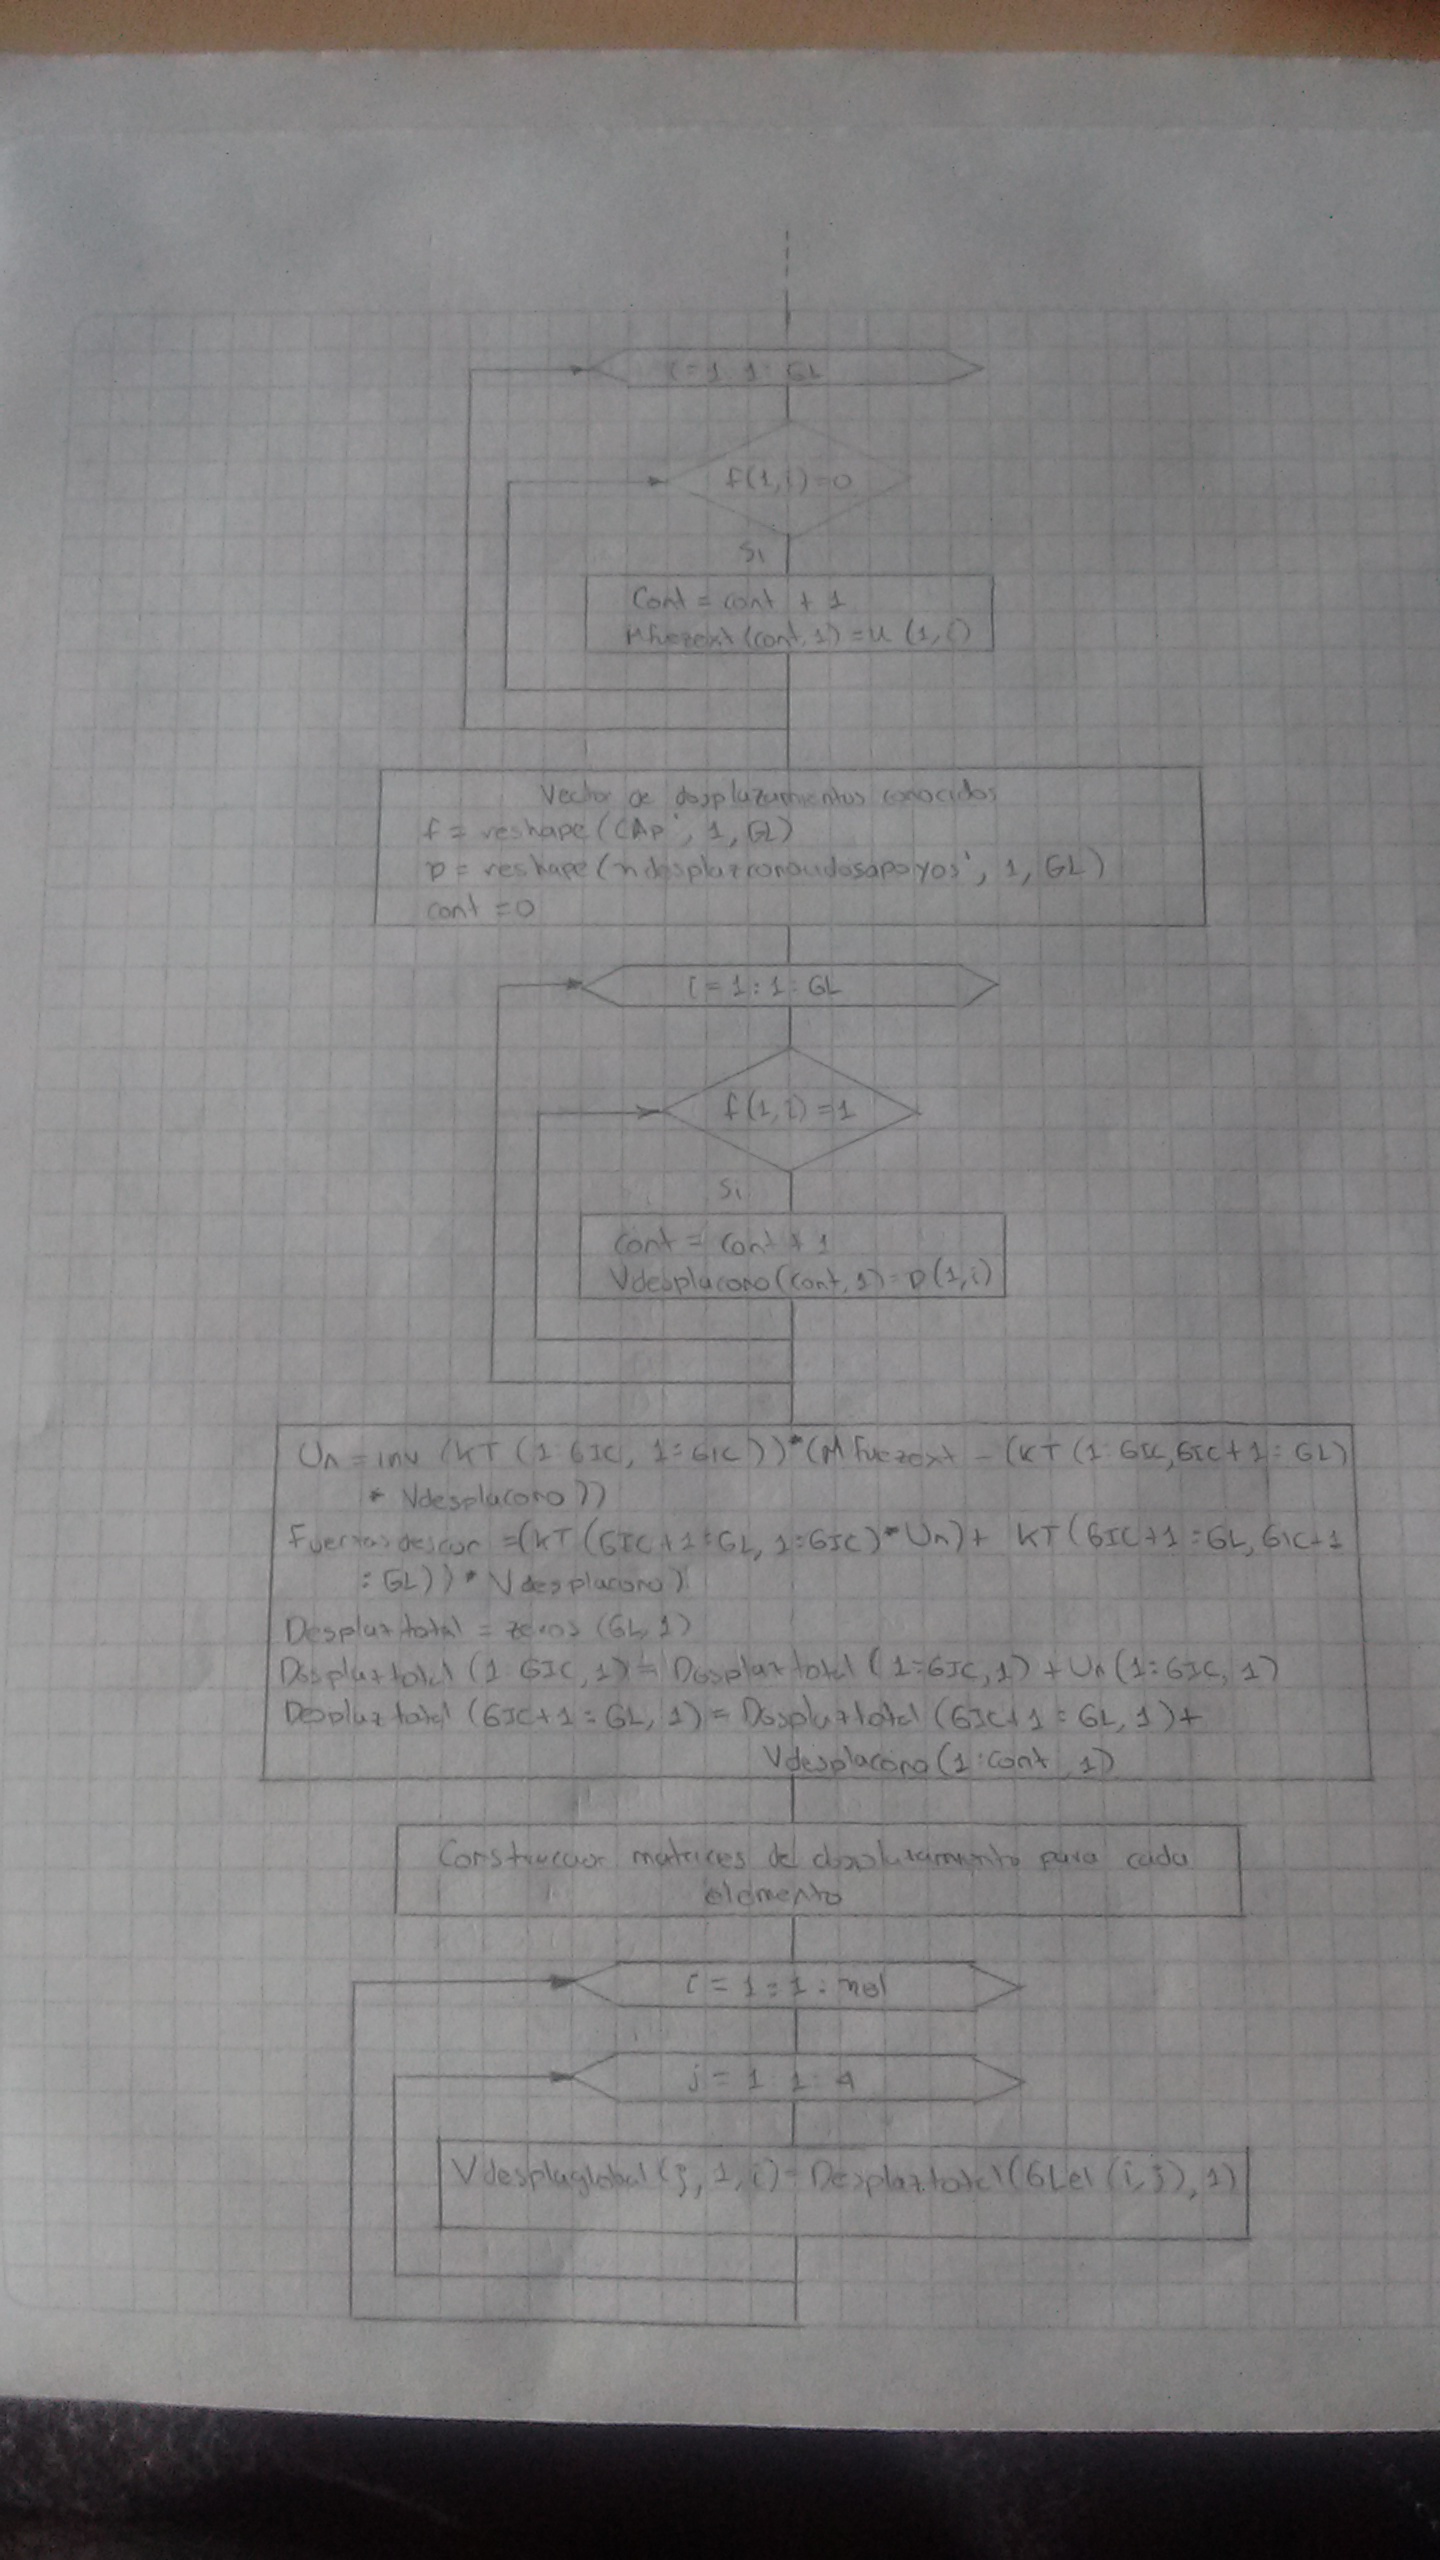 i = 1 : 1 : GL
f(1,i)=0
Si
Cont = cont + 1
Mfuezext (cont, 1) = u (1, i)
Vector de desplazamientos conocidos
f = reshape (CAp', 1, GL)
D = reshape (ndesplazconocidosapoyos', 1, GL)
cont = 0
i = 1 : 1 : GL
f(1,i) = 1
Si
cont = cont + 1
Vdesplacono (cont, 1) = D (1, i)
Un = inv (KT (1:GIC, 1:GIC))*(Mfuezext - (KT (1:GIC, GIC+1 : GL)
* Vdesplacono))
Fuerzasdescon =(KT (GIC+1:GL, 1:GIC)*Un)+ KT (GIC+1:GL, GIC+1
: GL))* Vdesplacono)
Desplaztotal = zeros (GL, 1)
Desplaztotal (1:GIC, 1) = Desplaztotal (1:GIC, 1) + Un (1:GIC, 1)
Desplaztotal (GIC+1 : GL, 1) = Desplaztotal (GIC+1 : GL, 1) +
Vdesplacono (1:cont, 1)
matrices de desplazamiento para cada
elemento
i = 1 : 1 : nel
j = 1 : 1 : 4
Vdesplaglobal (j, 1, i) = Desplaztotal (GLel (i, j), 1)